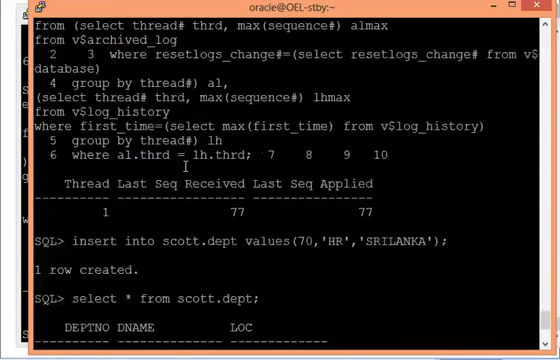 oracle@OEL-stby:
from (select thread# thrd, max(sequence#) almax
from v$archived_log
  2    3  where resetlogs_change#=(select resetlogs_change# from v$
database)
  4  group by thread#) al,
(select thread# thrd, max(sequence#) lhmax
from v$log_history
where first_time=(select max(first_time) from v$log_history)
  5  group by thread#) lh
  6  where al.thrd = lh.thrd;  7    8    9   10
    Thread Last Seq Received Last Seq Applied
---------- ----------------- ----------------
         1                77               77
SQL> insert into scott.dept values(70,'HR','SRILANKA');
1 row created.
SQL> select * from scott.dept;
    DEPTNO DNAME          LOC
---------- -------------- -------------